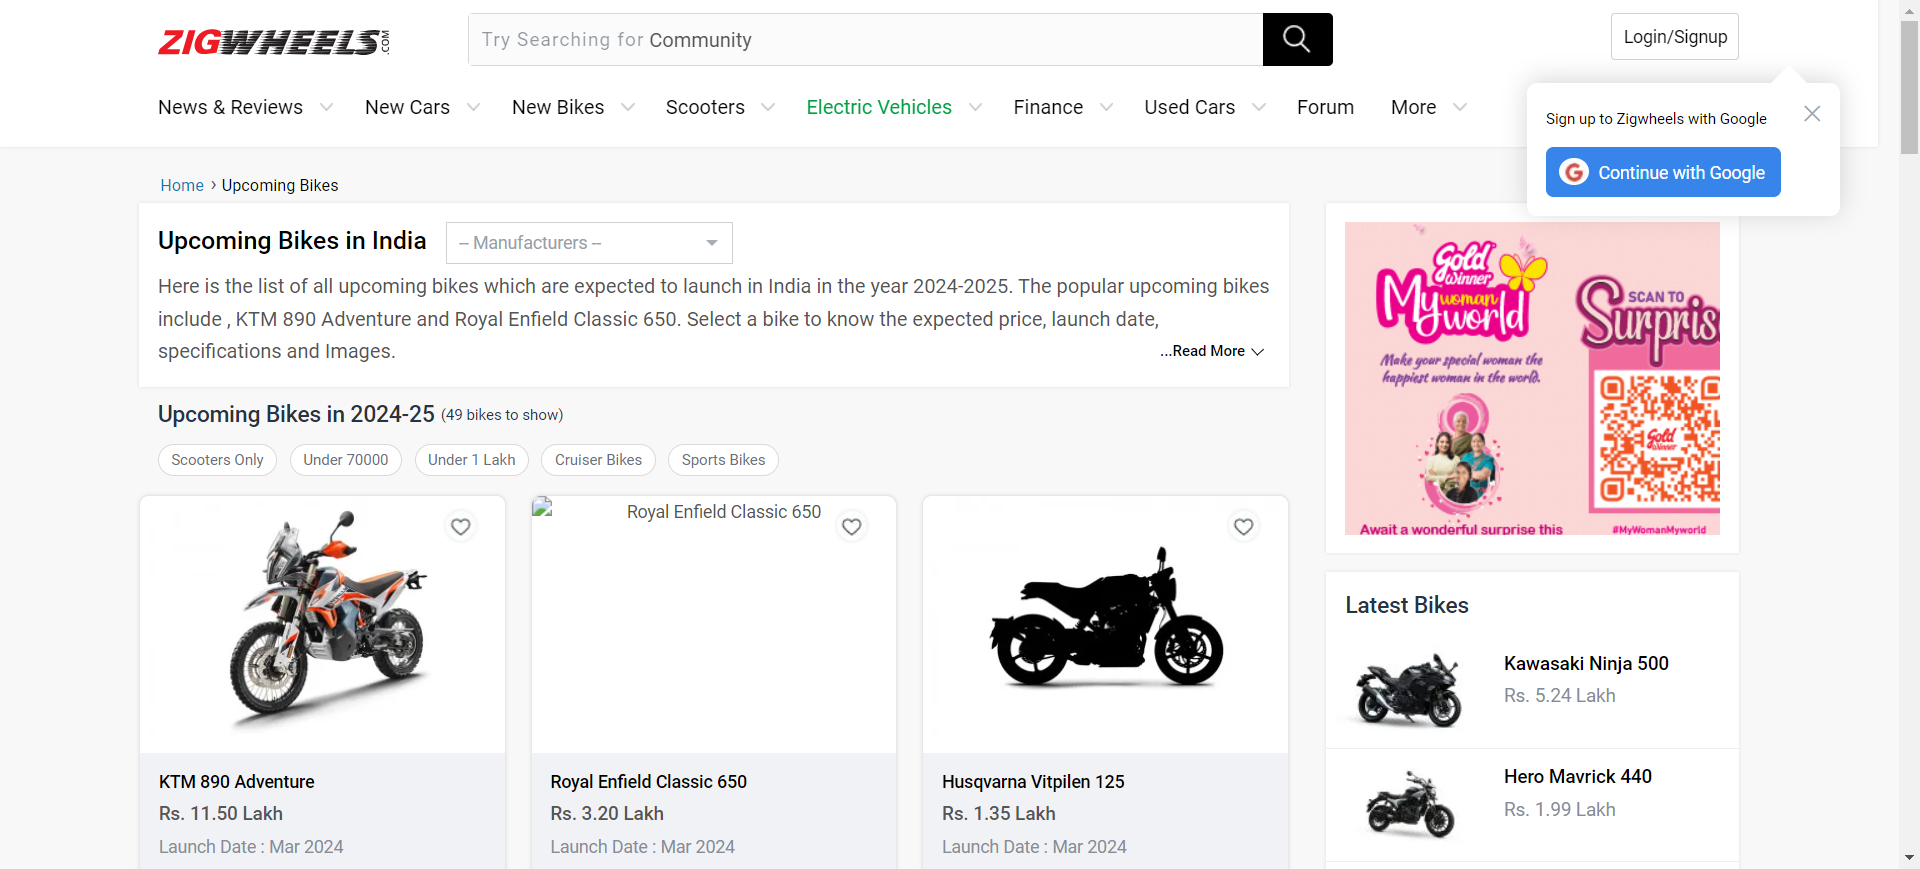 ZIGWHEELS.COM
Try Searching for Community
Login/Signup
News & Reviews
New Cars
New Bikes
Scooters
Electric Vehicles
Finance
Used Cars
Forum
More
Sign up to Zigwheels with Google
G Continue with Google
Home › Upcoming Bikes
Upcoming Bikes in India
-- Manufacturers --
Here is the list of all upcoming bikes which are expected to launch in India in the year 2024-2025. The popular upcoming bikes
include , KTM 890 Adventure and Royal Enfield Classic 650. Select a bike to know the expected price, launch date,
specifications and Images.
...Read More
Upcoming Bikes in 2024-25 (49 bikes to show)
Scooters Only
Under 70000
Under 1 Lakh
Cruiser Bikes
Sports Bikes
KTM 890 Adventure
Rs. 11.50 Lakh
Launch Date : Mar 2024
Royal Enfield Classic 650
Royal Enfield Classic 650
Rs. 3.20 Lakh
Launch Date : Mar 2024
Husqvarna Vitpilen 125
Rs. 1.35 Lakh
Launch Date : Mar 2024
Gold
Winner
My woman
world
Make your special woman the
happiest woman in the world.
SCAN TO
Surpris
Gold
Winner
Await a wonderful surprise this
#MyWomanMyworld
Latest Bikes
Kawasaki Ninja 500
Rs. 5.24 Lakh
Hero Mavrick 440
Rs. 1.99 Lakh